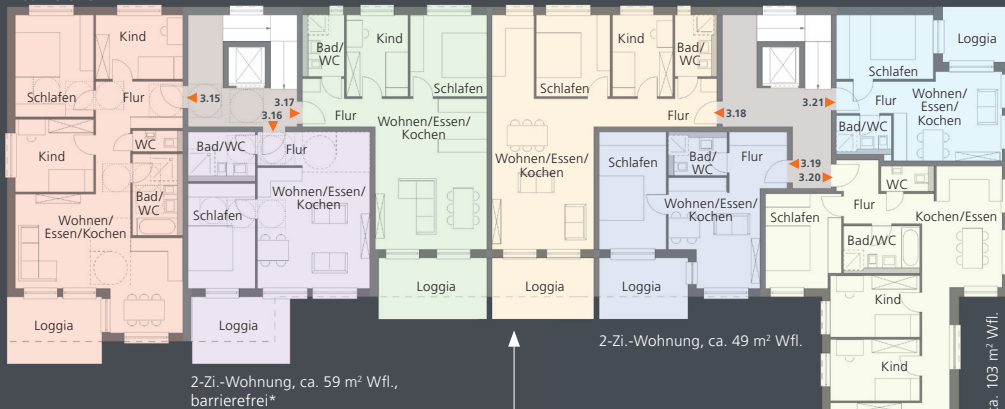 Kind
Schlafen
Flur
Kind
WC
Bad/
WC
Wohnen/
Essen/Kochen
Loggia
3.15
3.17
3.16
Bad/WC
Flur
Schlafen
Wohnen/Essen/
Kochen
Loggia
Bad/
WC
Kind
Schlafen
Flur
Wohnen/Essen/
Kochen
Loggia
Schlafen
Kind
Bad/
WC
Flur
Wohnen/Essen/
Kochen
Loggia
3.18
3.21
3.19
3.20
Schlafen
Bad/
WC
Flur
Wohnen/Essen/
Kochen
Loggia
Schlafen
Loggia
Flur
Wohnen/
Essen/
Kochen
Bad/WC
WC
Schlafen
Flur
Kochen/Essen
Bad/WC
Kind
Kind
2-Zi.-Wohnung, ca. 59 m² Wfl.,
barrierefrei*
2-Zi.-Wohnung, ca. 49 m² Wfl.
ca. 103 m² Wfl.